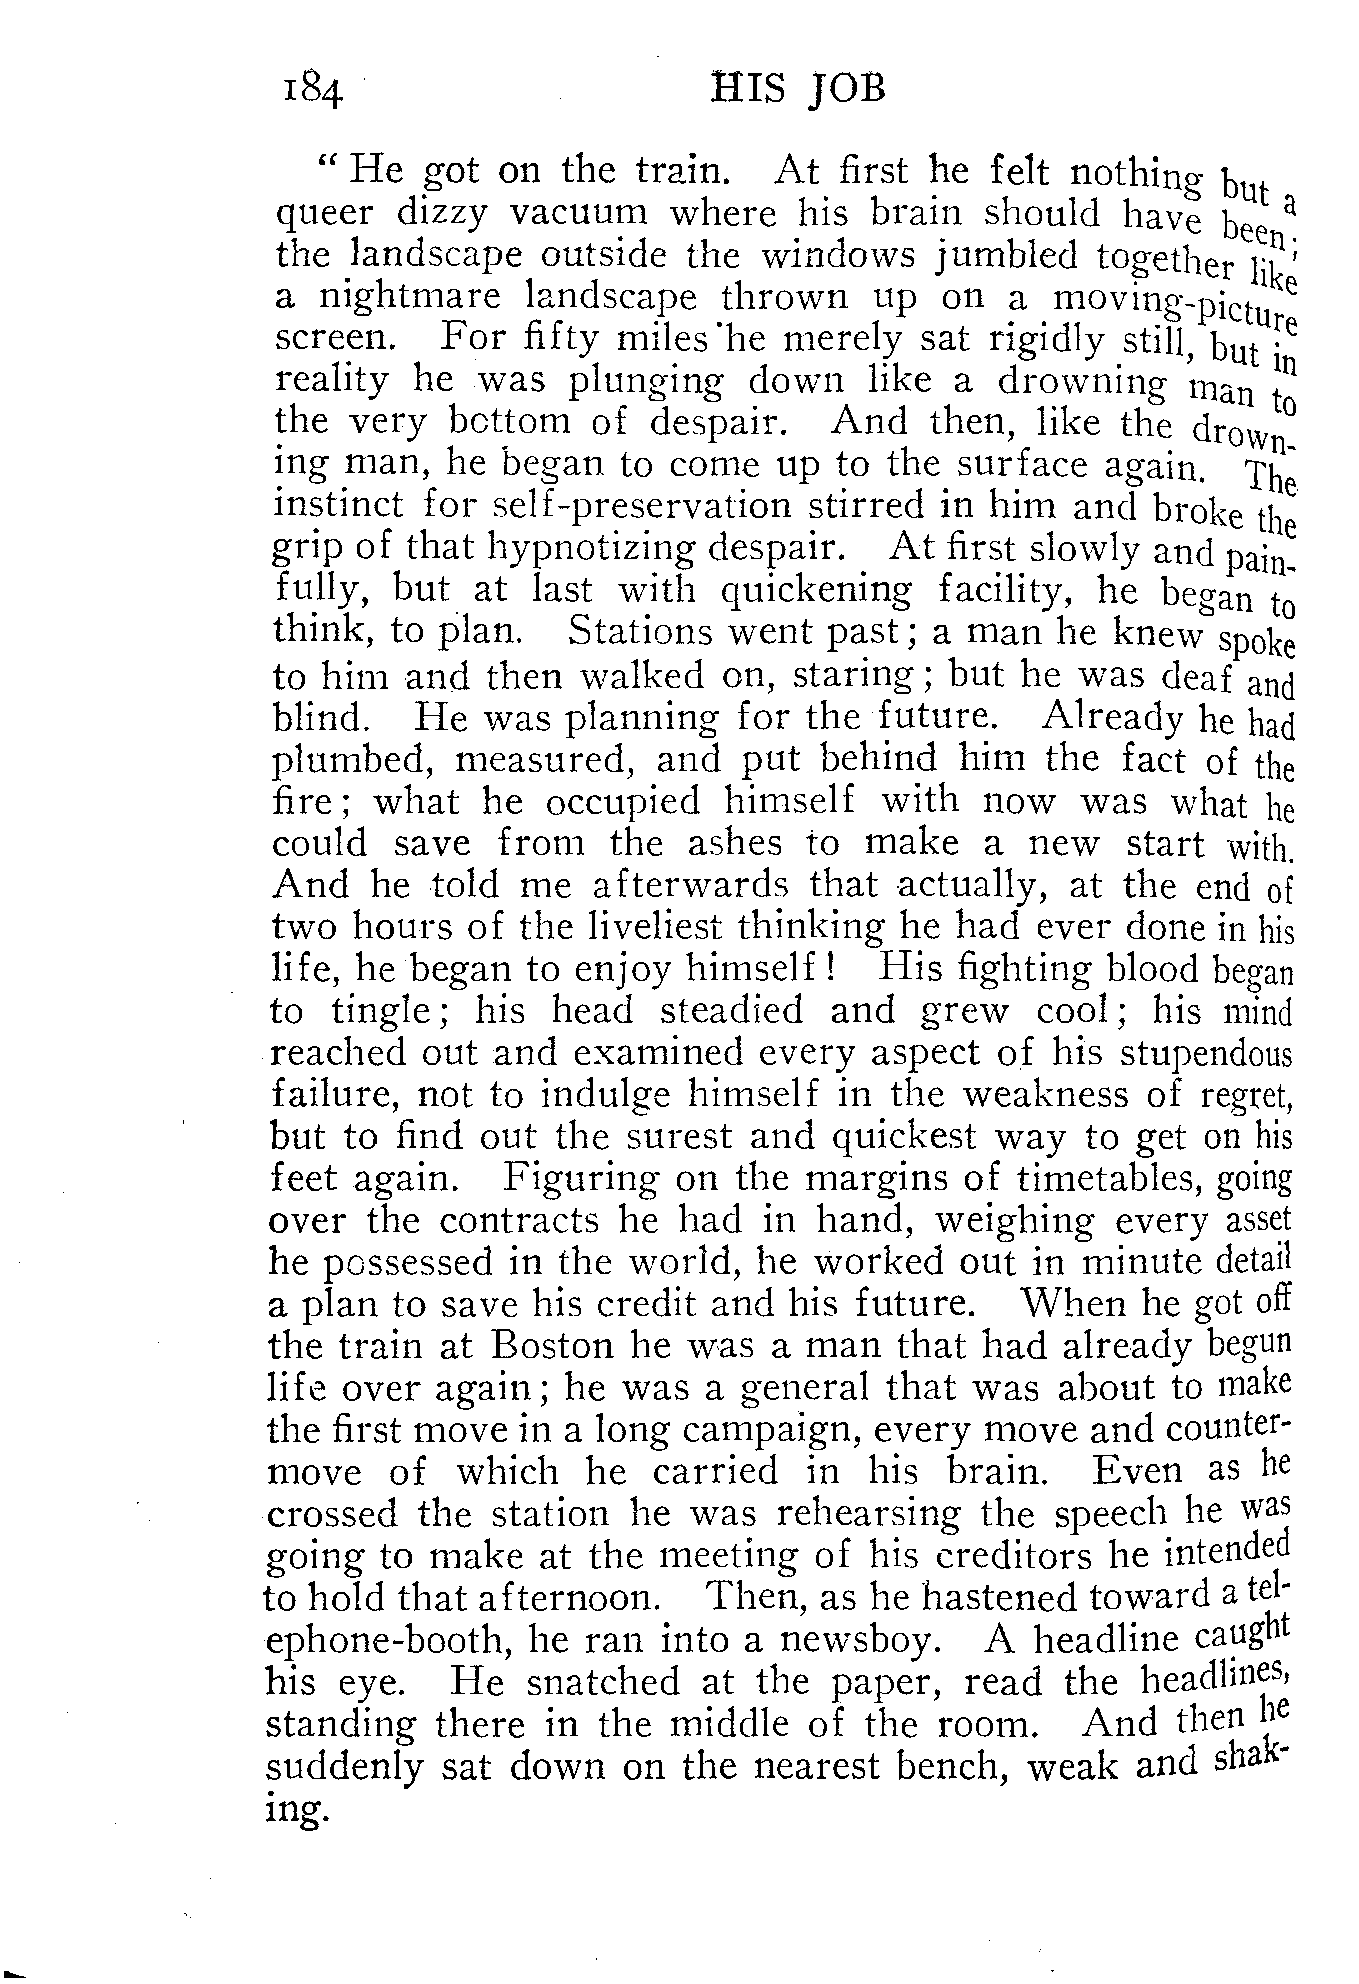 184 HIS JOB
“ He got on the train. At first he felt nothing but a
queer dizzy vacuum where his brain should have been;
the landscape outside the windows jumbled together like
a nightmare landscape thrown up on a moving-picture
screen. For fifty miles he merely sat rigidly still, but in
reality he was plunging down like a drowning man to
the very bottom of despair. And then, like the drown-
ing man, he began to come up to the surface again. The
instinct for self-preservation stirred in him and broke the
grip of that hypnotizing despair. At first slowly and pain-
fully, but at last with quickening facility, he began to
think, to plan. Stations went past; a man he knew spoke
to him and then walked on, staring; but he was deaf and
blind. He was planning for the future. Already he had
plumbed, measured, and put behind him the fact of the
fire; what he occupied himself with now was what he
could save from the ashes to make a new start with.
And he told me afterwards that actually, at the end of
two hours of the liveliest thinking he had ever done in his
life, he began to enjoy himself! His fighting blood began
to tingle; his head steadied and grew cool; his mind
reached out and examined every aspect of his stupendous
failure, not to indulge himself in the weakness of regret,
but to find out the surest and quickest way to get on his
feet again. Figuring on the margins of timetables, going
over the contracts he had in hand, weighing every asset
he possessed in the world, he worked out in minute detail
a plan to save his credit and his future. When he got off
the train at Boston he was a man that had already begun
life over again; he was a general that was about to make
the first move in a long campaign, every move and counter-
move of which he carried in his brain. Even as he
crossed the station he was rehearsing the speech he was
going to make at the meeting of his creditors he intended
to hold that afternoon. Then, as he hastened toward a tel-
ephone-booth, he ran into a newsboy. A headline caught
his eye. He snatched at the paper, read the headlines,
standing there in the middle of the room. And then he
suddenly sat down on the nearest bench, weak and shak-
ing.